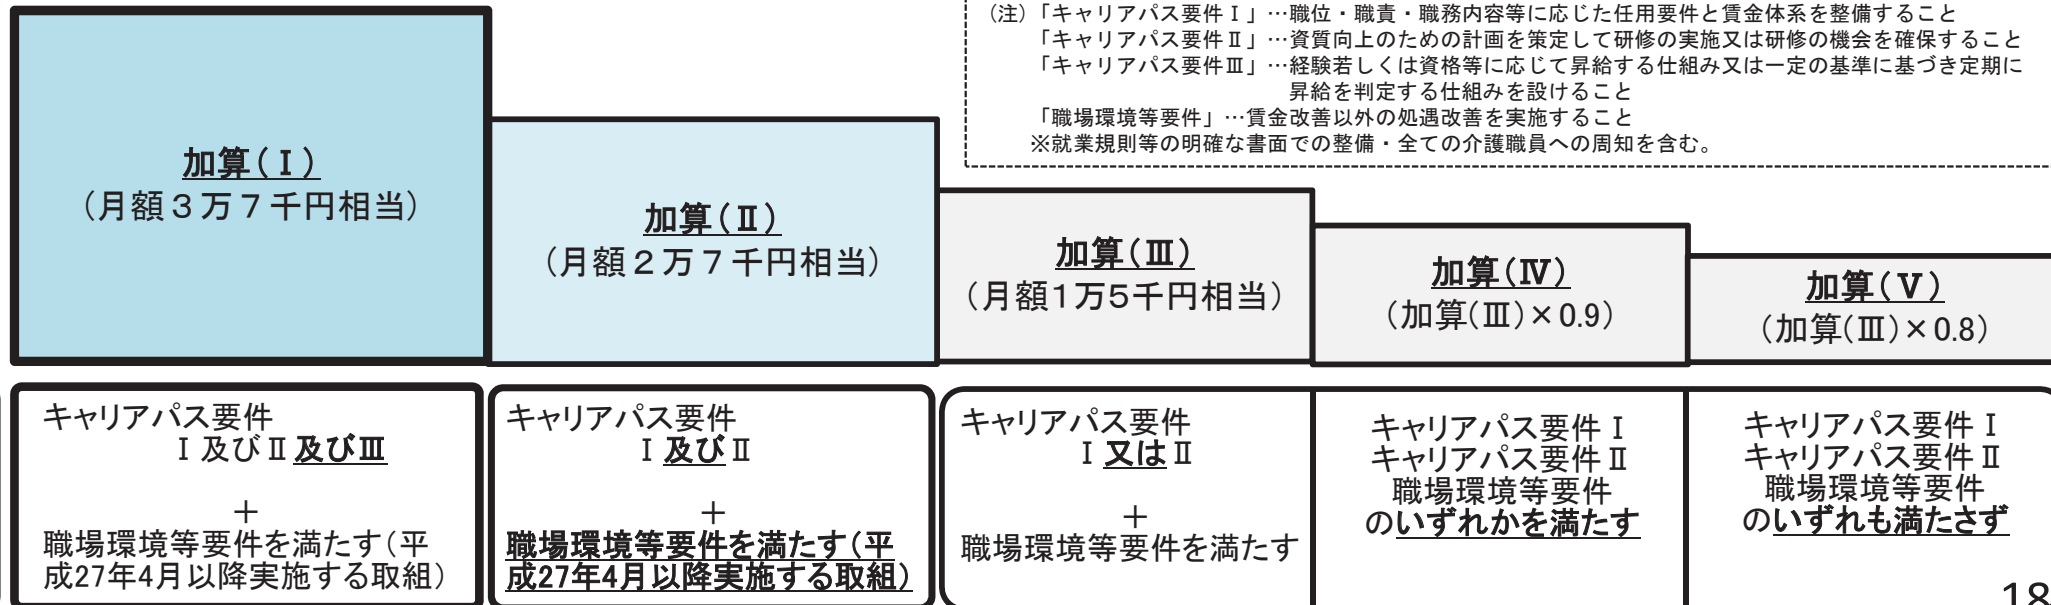 (注)「キャリアパス要件Ⅰ」…職位・職責・職務内容等に応じた任用要件と賃金体系を整備すること
「キャリアパス要件Ⅱ」…資質向上のための計画を策定して研修の実施又は研修の機会を確保すること
「キャリアパス要件Ⅲ」…経験若しくは資格等に応じて昇給する仕組み又は一定の基準に基づき定期に
昇給を判定する仕組みを設けること
「職場環境等要件」…賃金改善以外の処遇改善を実施すること
※就業規則等の明確な書面での整備・全ての介護職員への周知を含む。
加算(Ⅰ)
(月額3万7千円相当)
加算(Ⅱ)
(月額2万7千円相当)
加算(Ⅲ)
(月額1万5千円相当)
加算(Ⅳ)
(加算(Ⅲ)×0.9)
加算(Ⅴ)
(加算(Ⅲ)×0.8)
キャリアパス要件
Ⅰ及びⅡ及びⅢ
+
職場環境等要件を満たす(平
成27年4月以降実施する取組)
キャリアパス要件
Ⅰ及びⅡ
+
職場環境等要件を満たす(平
成27年4月以降実施する取組)
キャリアパス要件
Ⅰ又はⅡ
+
職場環境等要件を満たす
キャリアパス要件Ⅰ
キャリアパス要件Ⅱ
職場環境等要件
のいずれかを満たす
キャリアパス要件Ⅰ
キャリアパス要件Ⅱ
職場環境等要件
のいずれも満たさず
18